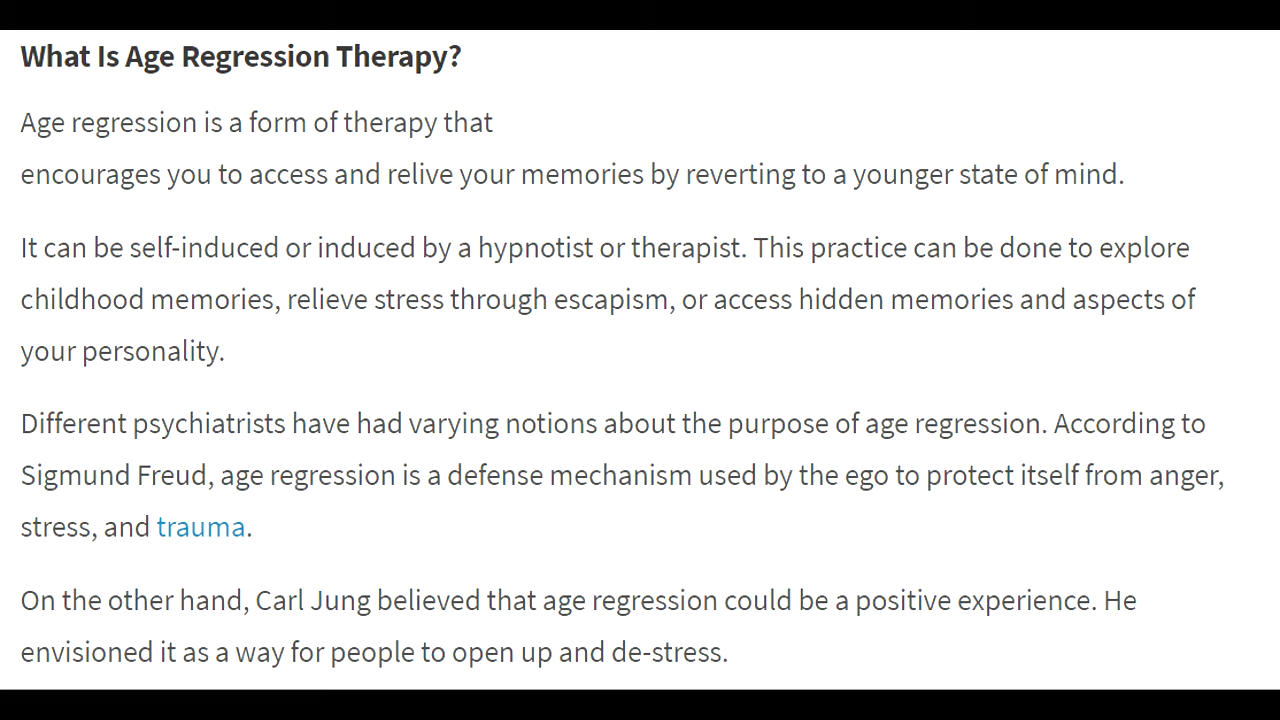 What Is Age Regression Therapy?
Age regression is a form of therapy that
encourages you to access and relive your memories by reverting to a younger state of mind.
It can be self-induced or induced by a hypnotist or therapist. This practice can be done to explore
childhood memories, relieve stress through escapism, or access hidden memories and aspects of
your personality.
Different psychiatrists have had varying notions about the purpose of age regression. According to
Sigmund Freud, age regression is a defense mechanism used by the ego to protect itself from anger,
stress, and trauma.
On the other hand, Carl Jung believed that age regression could be a positive experience. He
envisioned it as a way for people to open up and de-stress.